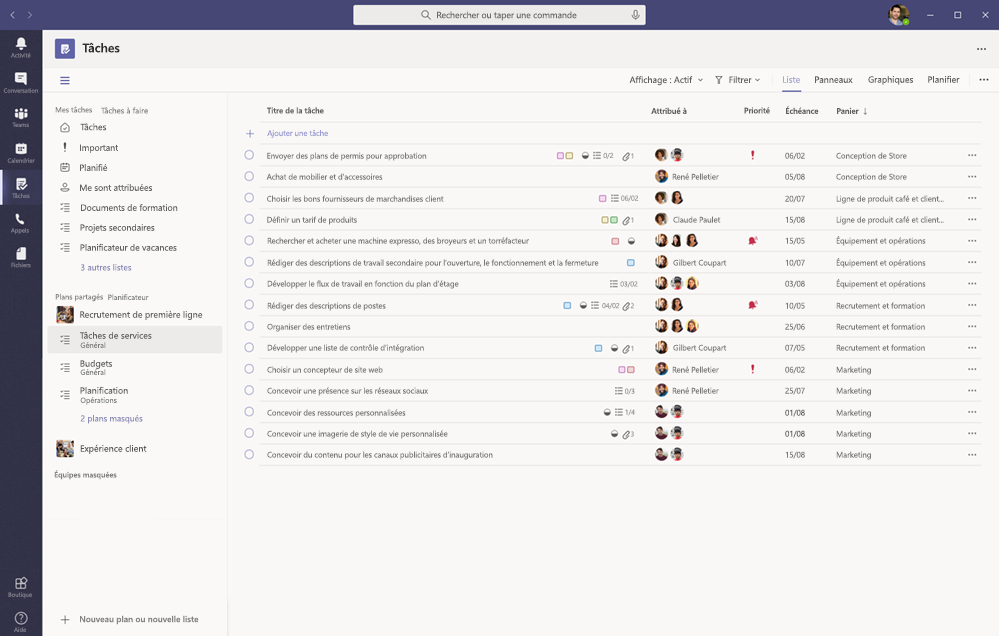 Rechercher ou taper une commande
Activité
Conversation
Teams
Calendrier
Tâches
Appels
Fichiers
Boutique
Aide
Tâches
Affichage : Actif
Filtrer
Liste
Panneaux
Graphiques
Planifier
Mes tâches Tâches à faire
Tâches
Important
Planifié
Me sont attribuées
Documents de formation
Projets secondaires
Planificateur de vacances
3 autres listes
Plans partagés Planificateur
Recrutement de première ligne
Tâches de services
Général
Budgets
Général
Planification
Opérations
2 plans masqués
Expérience client
Équipes masquées
Nouveau plan ou nouvelle liste
Titre de la tâche Attribué à Priorité Échéance Panier ↓
Ajouter une tâche
Envoyer des plans de permis pour approbation 0/2 1 06/02 Conception de Store
Achat de mobilier et d'accessoires René Pelletier 05/08 Conception de Store
Choisir les bons fournisseurs de marchandises client 06/02 20/07 Ligne de produit café et client...
Définir un tarif de produits 1 Claude Paulet 15/08 Ligne de produit café et client...
Rechercher et acheter une machine expresso, des broyeurs et un torréfacteur 15/05 Équipement et opérations
Rédiger des descriptions de travail secondaire pour l'ouverture, le fonctionnement et la fermeture Gilbert Coupart 10/07 Équipement et opérations
Développer le flux de travail en fonction du plan d'étage 03/02 03/08 Équipement et opérations
Rédiger des descriptions de postes 04/02 2 10/05 Recrutement et formation
Organiser des entretiens 25/06 Recrutement et formation
Développer une liste de contrôle d'intégration 1 Gilbert Coupart 07/05 Recrutement et formation
Choisir un concepteur de site web René Pelletier 06/02 Marketing
Concevoir une présence sur les réseaux sociaux 0/3 René Pelletier 25/07 Marketing
Concevoir des ressources personnalisées 1/4 01/08 Marketing
Concevoir une imagerie de style de vie personnalisée 3 01/08 Marketing
Concevoir du contenu pour les canaux publicitaires d'inauguration 15/08 Marketing